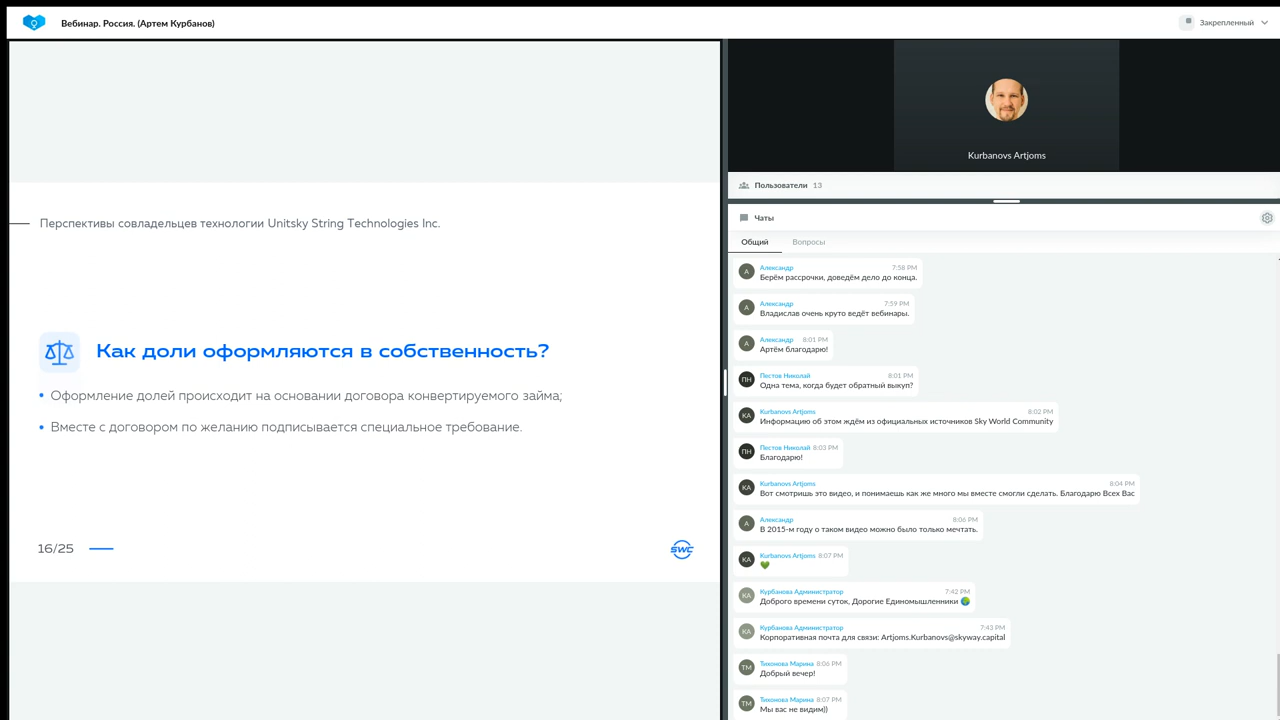 Вебинар. Россия. (Артем Курбанов)
Закрепленный
Перспективы совладельцев технологии Unitsky String Technologies Inc.
Как доли оформляются в собственность?
• Оформление долей происходит на основании договора конвертируемого займа;
• Вместе с договором по желанию подписывается специальное требование.
16/25
SWC
Kurbanovs Artjoms
Пользователи 13
Чаты
Общий Вопросы
А Александр 7:58 PM
Берём рассрочки, доведём дело до конца.
А Александр 7:59 PM
Владислав очень круто ведёт вебинары.
А Александр 8:01 PM
Артём благодарю!
ПН Пестов Николай 8:01 PM
Одна тема, когда будет обратный выкуп?
KA Kurbanovs Artjoms 8:02 PM
Информацию об этом ждём из официальных источников Sky World Community
ПН Пестов Николай 8:03 PM
Благодарю!
KA Kurbanovs Artjoms 8:04 PM
Вот смотришь это видео, и понимаешь как же много мы вместе смогли сделать. Благодарю Всех Вас
А Александр 8:06 PM
В 2015-м году о таком видео можно было только мечтать.
KA Kurbanovs Artjoms 8:07 PM
💚
КА Курбанова Администратор 7:42 PM
Доброго времени суток, Дорогие Единомышленники 🌍
КА Курбанова Администратор 7:43 PM
Корпоративная почта для связи: Artjoms.Kurbanovs@skyway.capital
ТМ Тихонова Марина 8:06 PM
Добрый вечер!
ТМ Тихонова Марина 8:07 PM
Мы вас не видим))